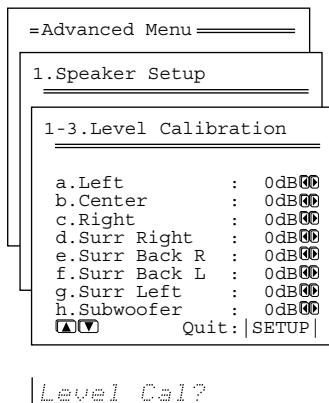 =Advanced Menu
1.Speaker Setup
1-3.Level Calibration
a.Left : 0dB
b.Center : 0dB
c.Right : 0dB
d.Surr Right : 0dB
e.Surr Back R : 0dB
f.Surr Back L : 0dB
g.Surr Left : 0dB
h.Subwoofer : 0dB
Quit:|SETUP|
Level Cal?